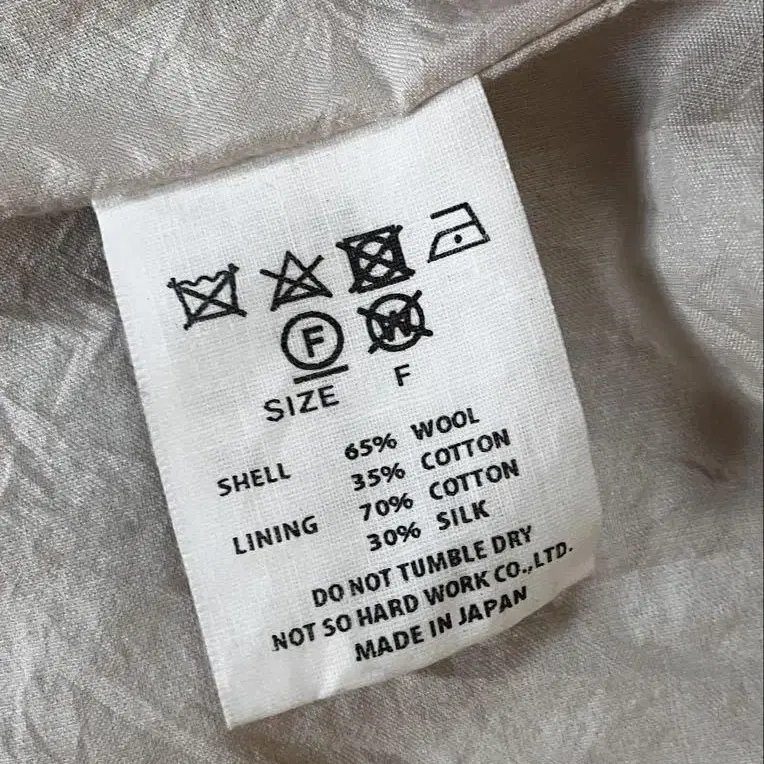 F W
SIZE F
SHELL 65% WOOL
35% COTTON
LINING 70% COTTON
30% SILK
DO NOT TUMBLE DRY
NOT SO HARD WORK CO.,LTD.
MADE IN JAPAN